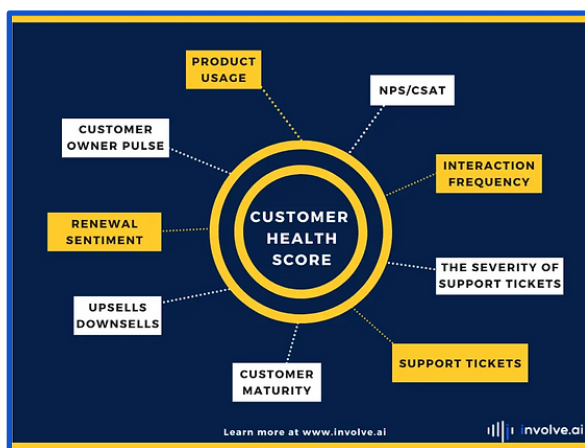 PRODUCT
USAGE
NPS/CSAT
CUSTOMER
OWNER PULSE
INTERACTION
FREQUENCY
RENEWAL
SENTIMENT
CUSTOMER
HEALTH
SCORE
THE SEVERITY OF
SUPPORT TICKETS
UPSELLS
DOWNSELLS
SUPPORT TICKETS
CUSTOMER
MATURITY
Learn more at www.involve.ai
involve.ai